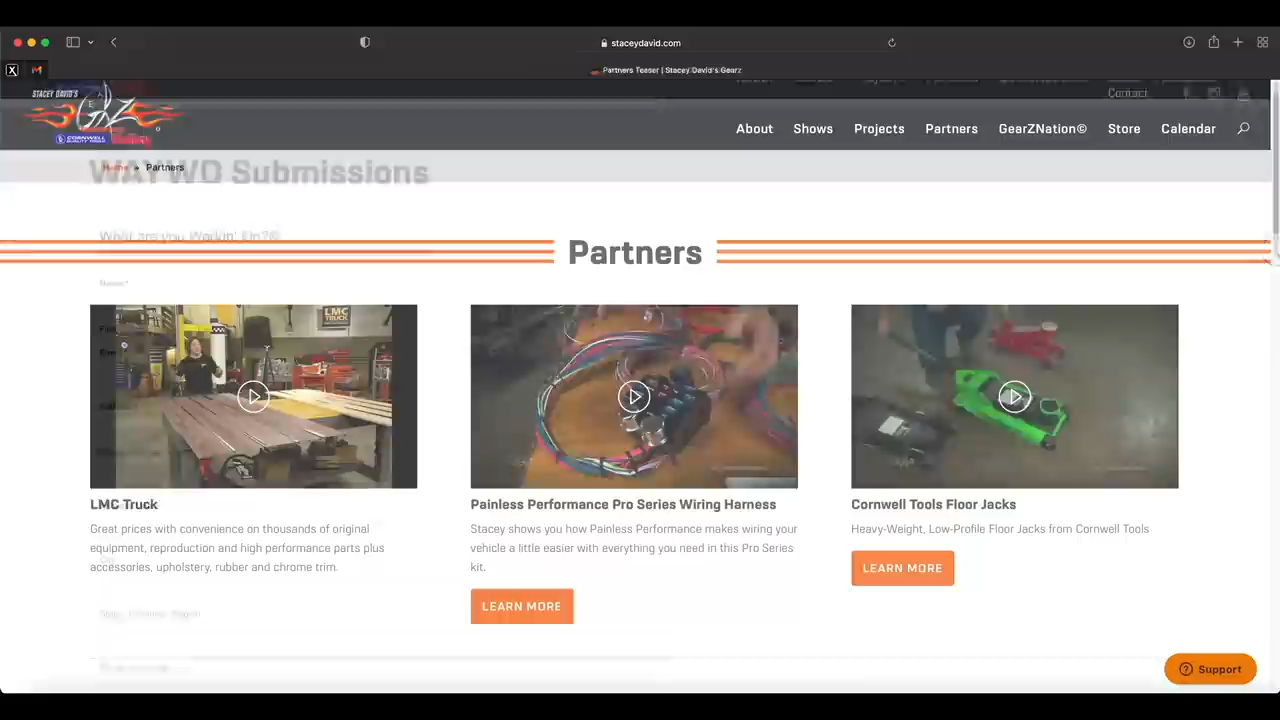 staceydavid.com
Partners Teaser | Stacey David's Gearz
Contact
STACEY DAVID'S
CORNWELL
About Shows Projects Partners GearZNation© Store Calendar
Home » Partners
WAYWO Submissions
What are you Workin' On?®
Name*
Partners
LMC TRUCK
LMC Truck
Great prices with convenience on thousands of original
equipment, reproduction and high performance parts plus
accessories, upholstery, rubber and chrome trim.
Painless Performance Pro Series Wiring Harness
Stacey shows you how Painless Performance makes wiring your
vehicle a little easier with everything you need in this Pro Series
kit.
LEARN MORE
Cornwell Tools Floor Jacks
Heavy-Weight, Low-Profile Floor Jacks from Cornwell Tools
LEARN MORE
Support